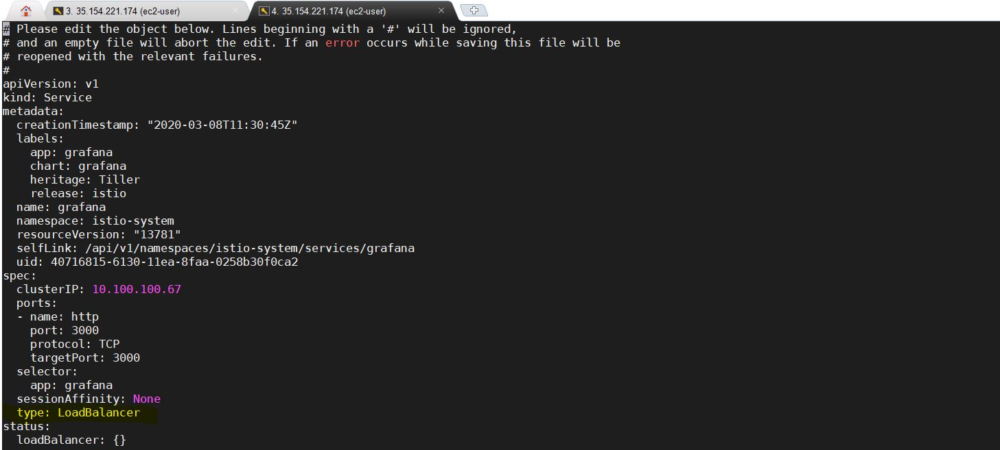 3. 35.154.221.174 (ec2-user)
4. 35.154.221.174 (ec2-user)
# Please edit the object below. Lines beginning with a '#' will be ignored,
# and an empty file will abort the edit. If an error occurs while saving this file will be
# reopened with the relevant failures.
#
apiVersion: v1
kind: Service
metadata:
  creationTimestamp: "2020-03-08T11:30:45Z"
  labels:
    app: grafana
    chart: grafana
    heritage: Tiller
    release: istio
  name: grafana
  namespace: istio-system
  resourceVersion: "13781"
  selfLink: /api/v1/namespaces/istio-system/services/grafana
  uid: 40716815-6130-11ea-8faa-0258b30f0ca2
spec:
  clusterIP: 10.100.100.67
  ports:
  - name: http
    port: 3000
    protocol: TCP
    targetPort: 3000
  selector:
    app: grafana
  sessionAffinity: None
  type: LoadBalancer
status:
  loadBalancer: {}